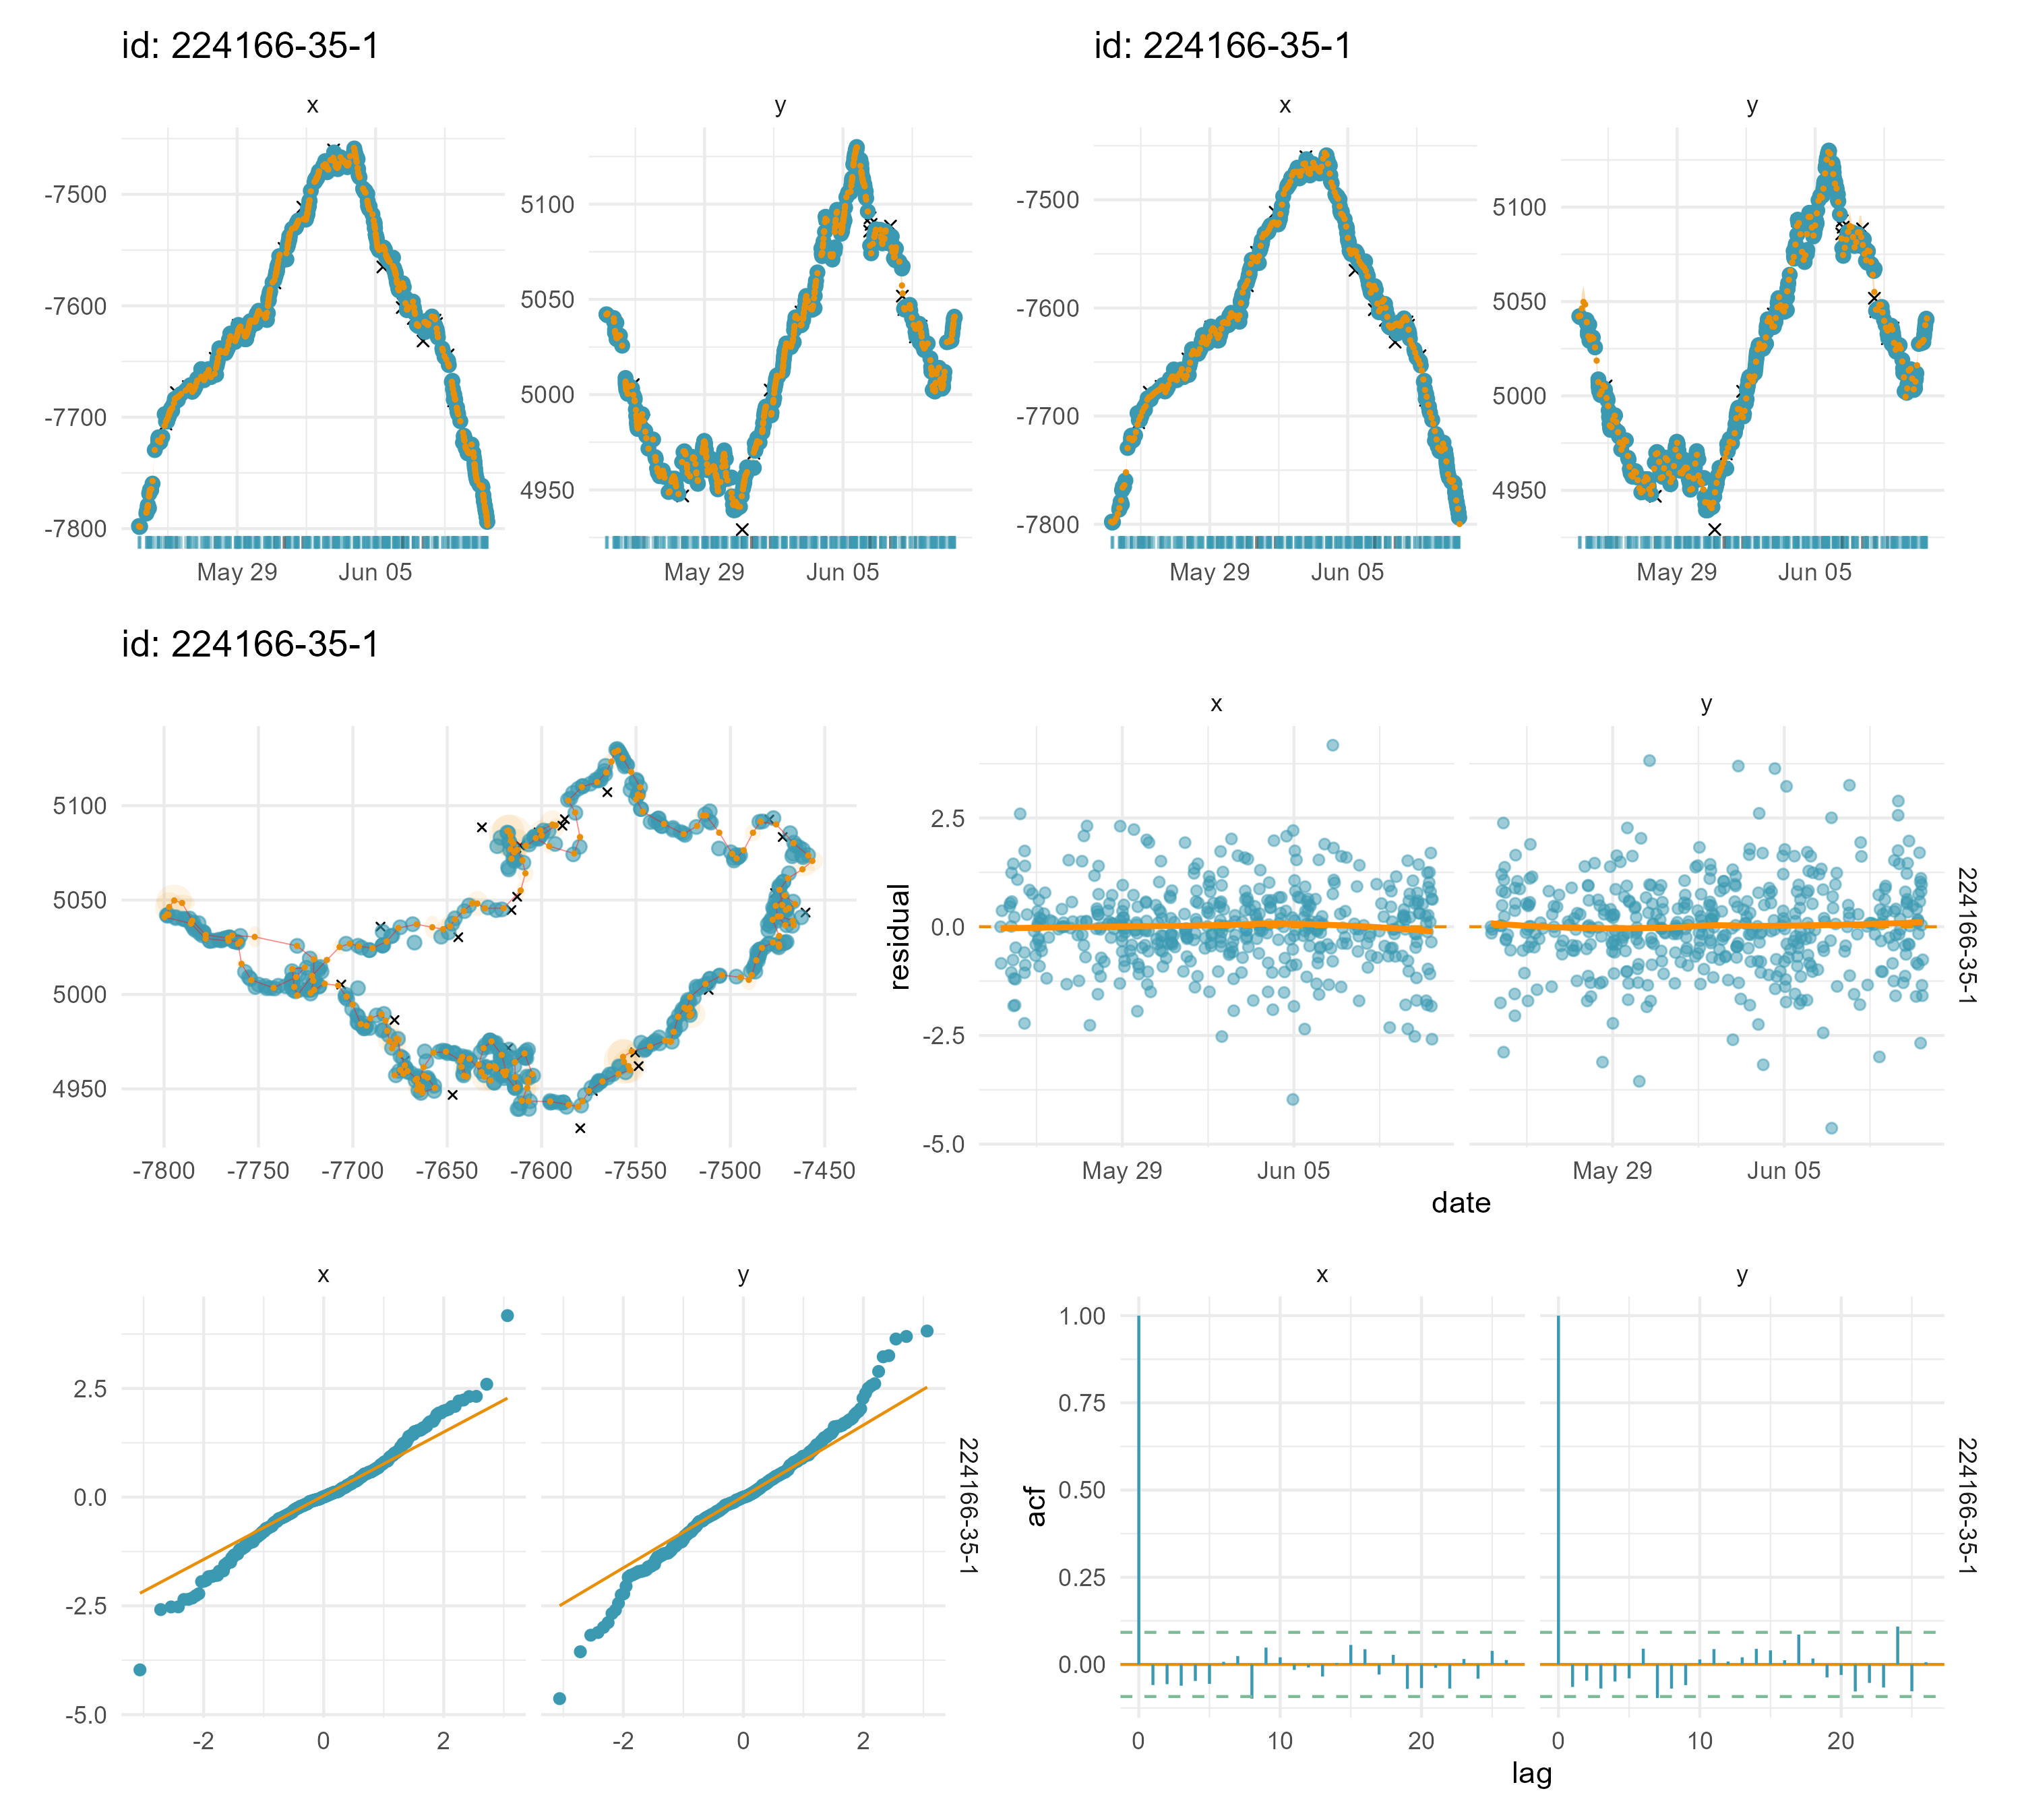 id: 224166-35-1
id: 224166-35-1
x
y
x
y
-7500
-7600
-7700
-7800
5100
5050
5000
4950
-7500
-7600
-7700
-7800
5100
5050
5000
4950
May 29
Jun 05
May 29
Jun 05
May 29
Jun 05
May 29
Jun 05
id: 224166-35-1
5100
5050
5000
4950
-7800
-7750
-7700
-7650
-7600
-7550
-7500
-7450
x
y
residual
2.5
0.0
-2.5
-5.0
224166-35-1
May 29
Jun 05
May 29
Jun 05
date
x
y
2.5
0.0
-2.5
-5.0
224166-35-1
-2
0
2
-2
0
2
x
y
acf
1.00
0.75
0.50
0.25
0.00
224166-35-1
0
10
20
0
10
20
lag